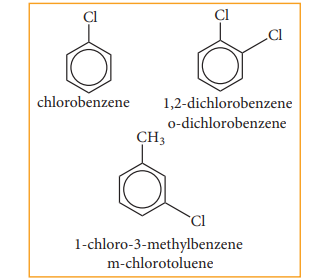 Cl
chlorobenzene
Cl
Cl
1,2-dichlorobenzene
o-dichlorobenzene
CH3
Cl
1-chloro-3-methylbenzene
m-chlorotoluene